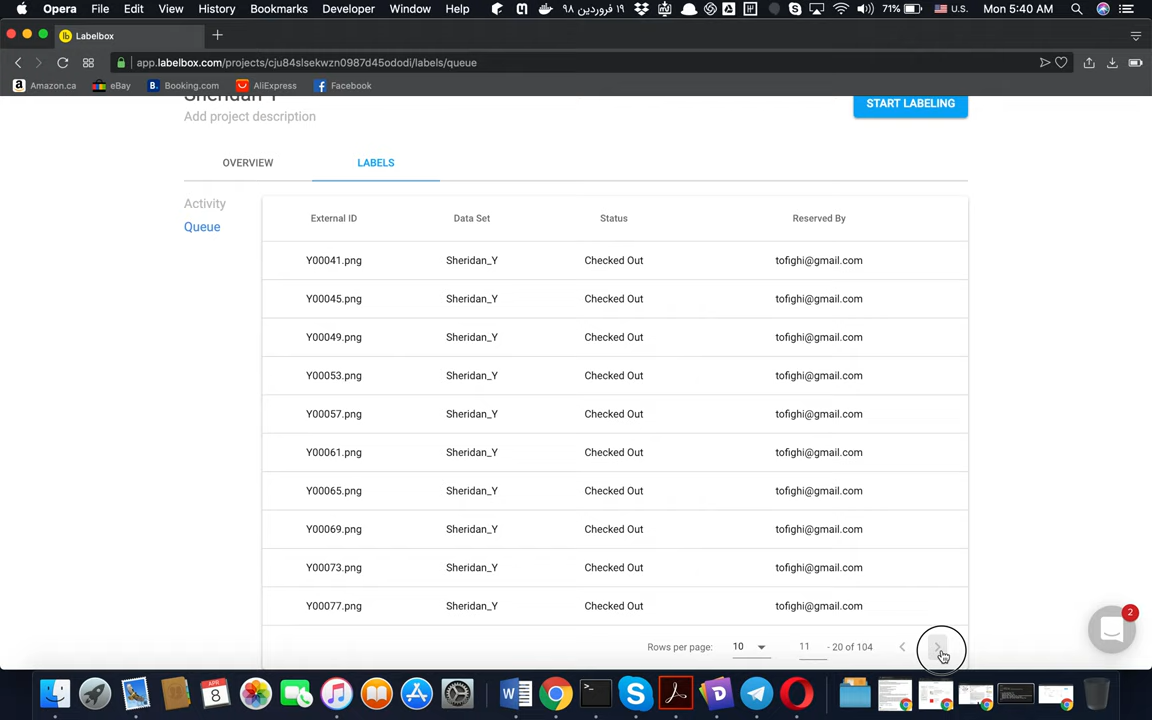 Opera File Edit View History Bookmarks Developer Window Help ۱۹ فروردین ۹۸ 71% U.S. Mon 5:40 AM
Labelbox
app.labelbox.com/projects/cju84slsekwzn0987d45ododi/labels/queue
Amazon.ca eBay Booking.com AliExpress Facebook
Sheridan-Y
Add project description
START LABELING
OVERVIEW LABELS
Activity
Queue
External ID Data Set Status Reserved By
Y00041.png Sheridan_Y Checked Out tofighi@gmail.com
Y00045.png Sheridan_Y Checked Out tofighi@gmail.com
Y00049.png Sheridan_Y Checked Out tofighi@gmail.com
Y00053.png Sheridan_Y Checked Out tofighi@gmail.com
Y00057.png Sheridan_Y Checked Out tofighi@gmail.com
Y00061.png Sheridan_Y Checked Out tofighi@gmail.com
Y00065.png Sheridan_Y Checked Out tofighi@gmail.com
Y00069.png Sheridan_Y Checked Out tofighi@gmail.com
Y00073.png Sheridan_Y Checked Out tofighi@gmail.com
Y00077.png Sheridan_Y Checked Out tofighi@gmail.com
Rows per page: 10 11 - 20 of 104
2
APR
8